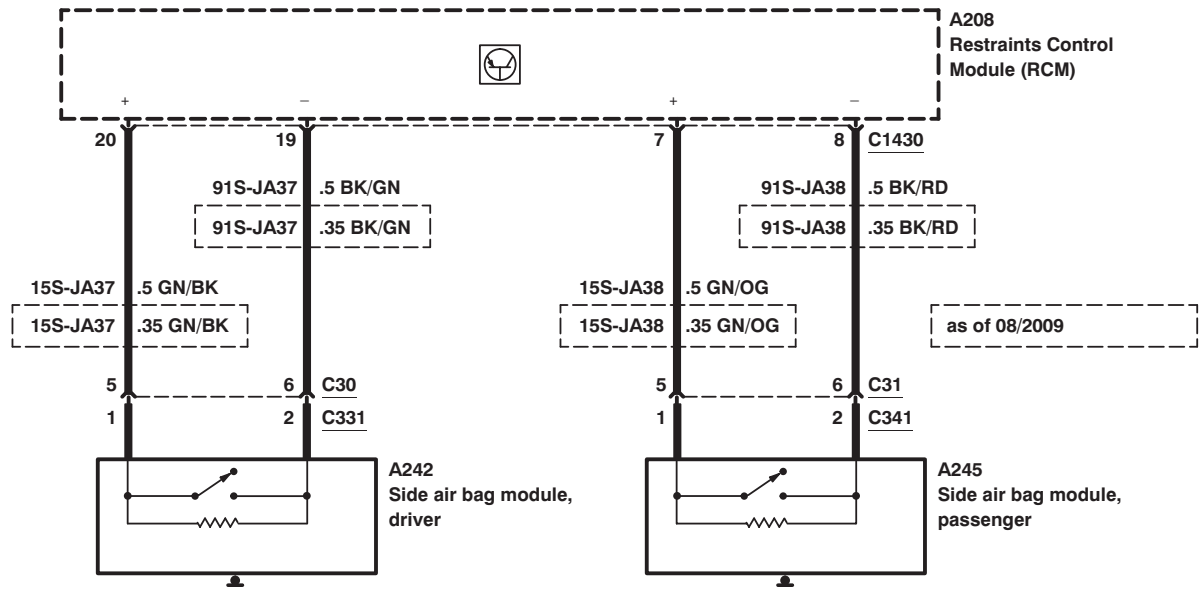 A208
Restraints Control
Module (RCM)
+ – + –
20 19 7 8 C1430
91S-JA37 .5 BK/GN 91S-JA38 .5 BK/RD
91S-JA37 .35 BK/GN 91S-JA38 .35 BK/RD
15S-JA37 .5 GN/BK 15S-JA38 .5 GN/OG
15S-JA37 .35 GN/BK 15S-JA38 .35 GN/OG as of 08/2009
5 6 C30 5 6 C31
1 2 C331 1 2 C341
A242 A245
Side air bag module, Side air bag module,
driver passenger